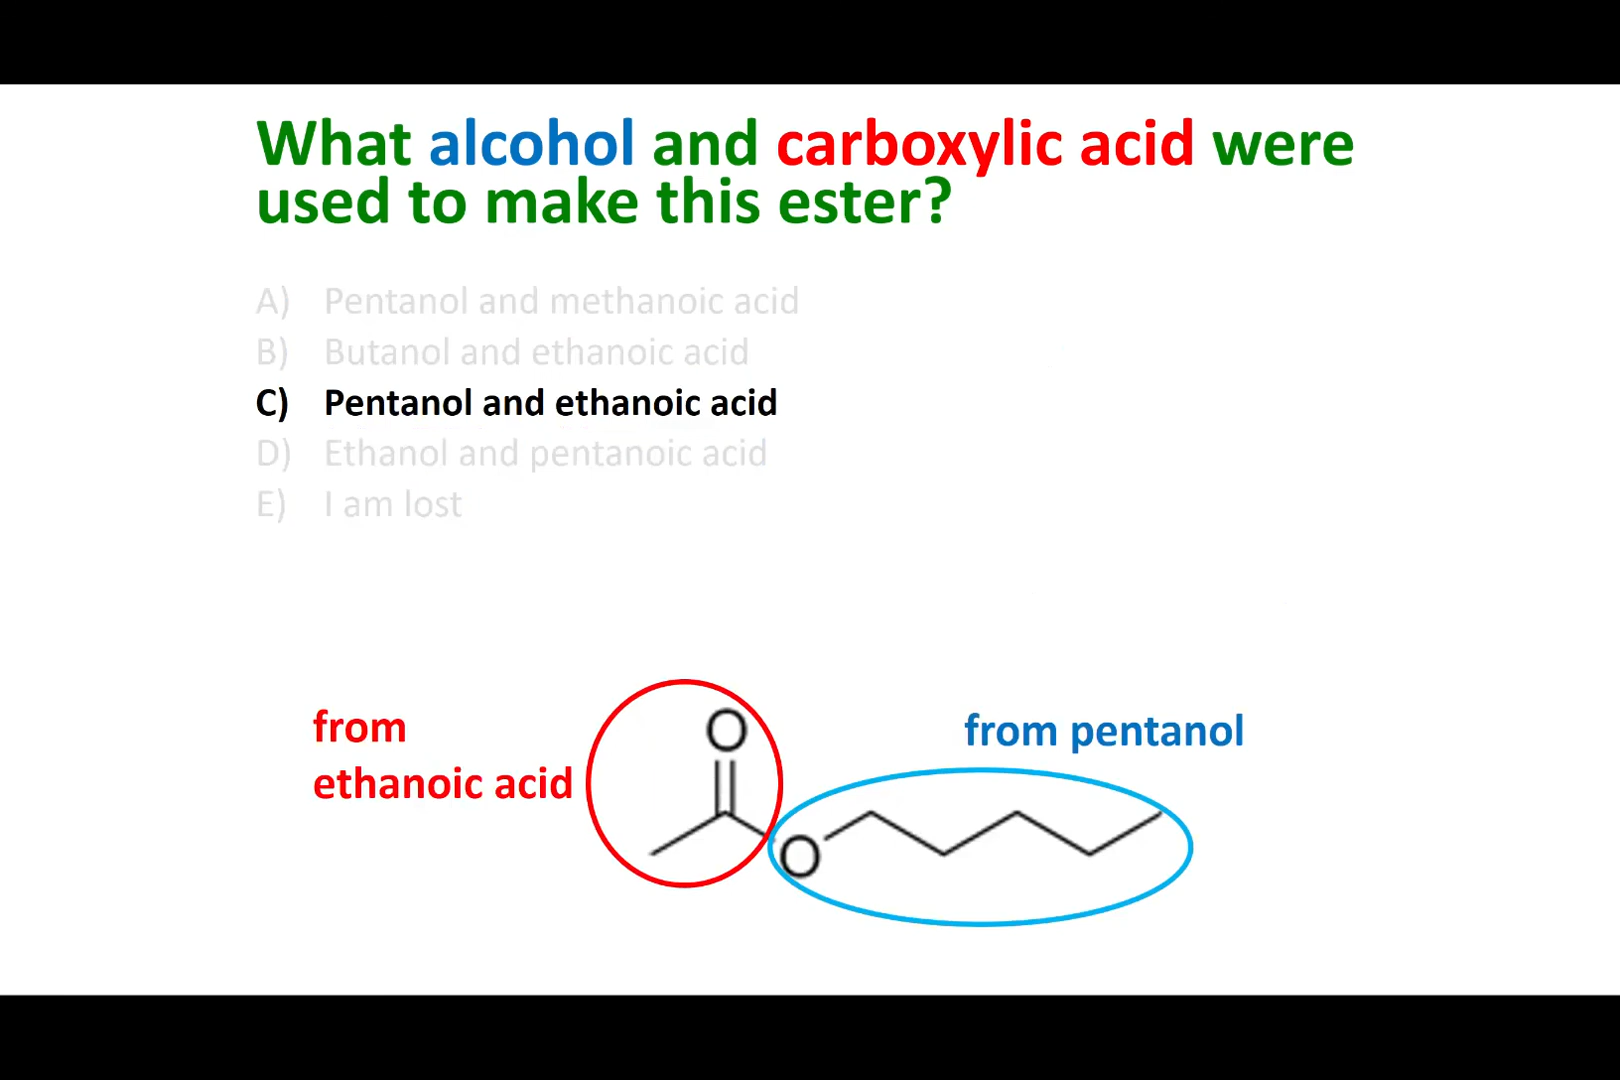 What alcohol and carboxylic acid were
used to make this ester?
A) Pentanol and methanoic acid
B) Butanol and ethanoic acid
C) Pentanol and ethanoic acid
D) Ethanol and pentanoic acid
E) I am lost
from
ethanoic acid
from pentanol
O
O